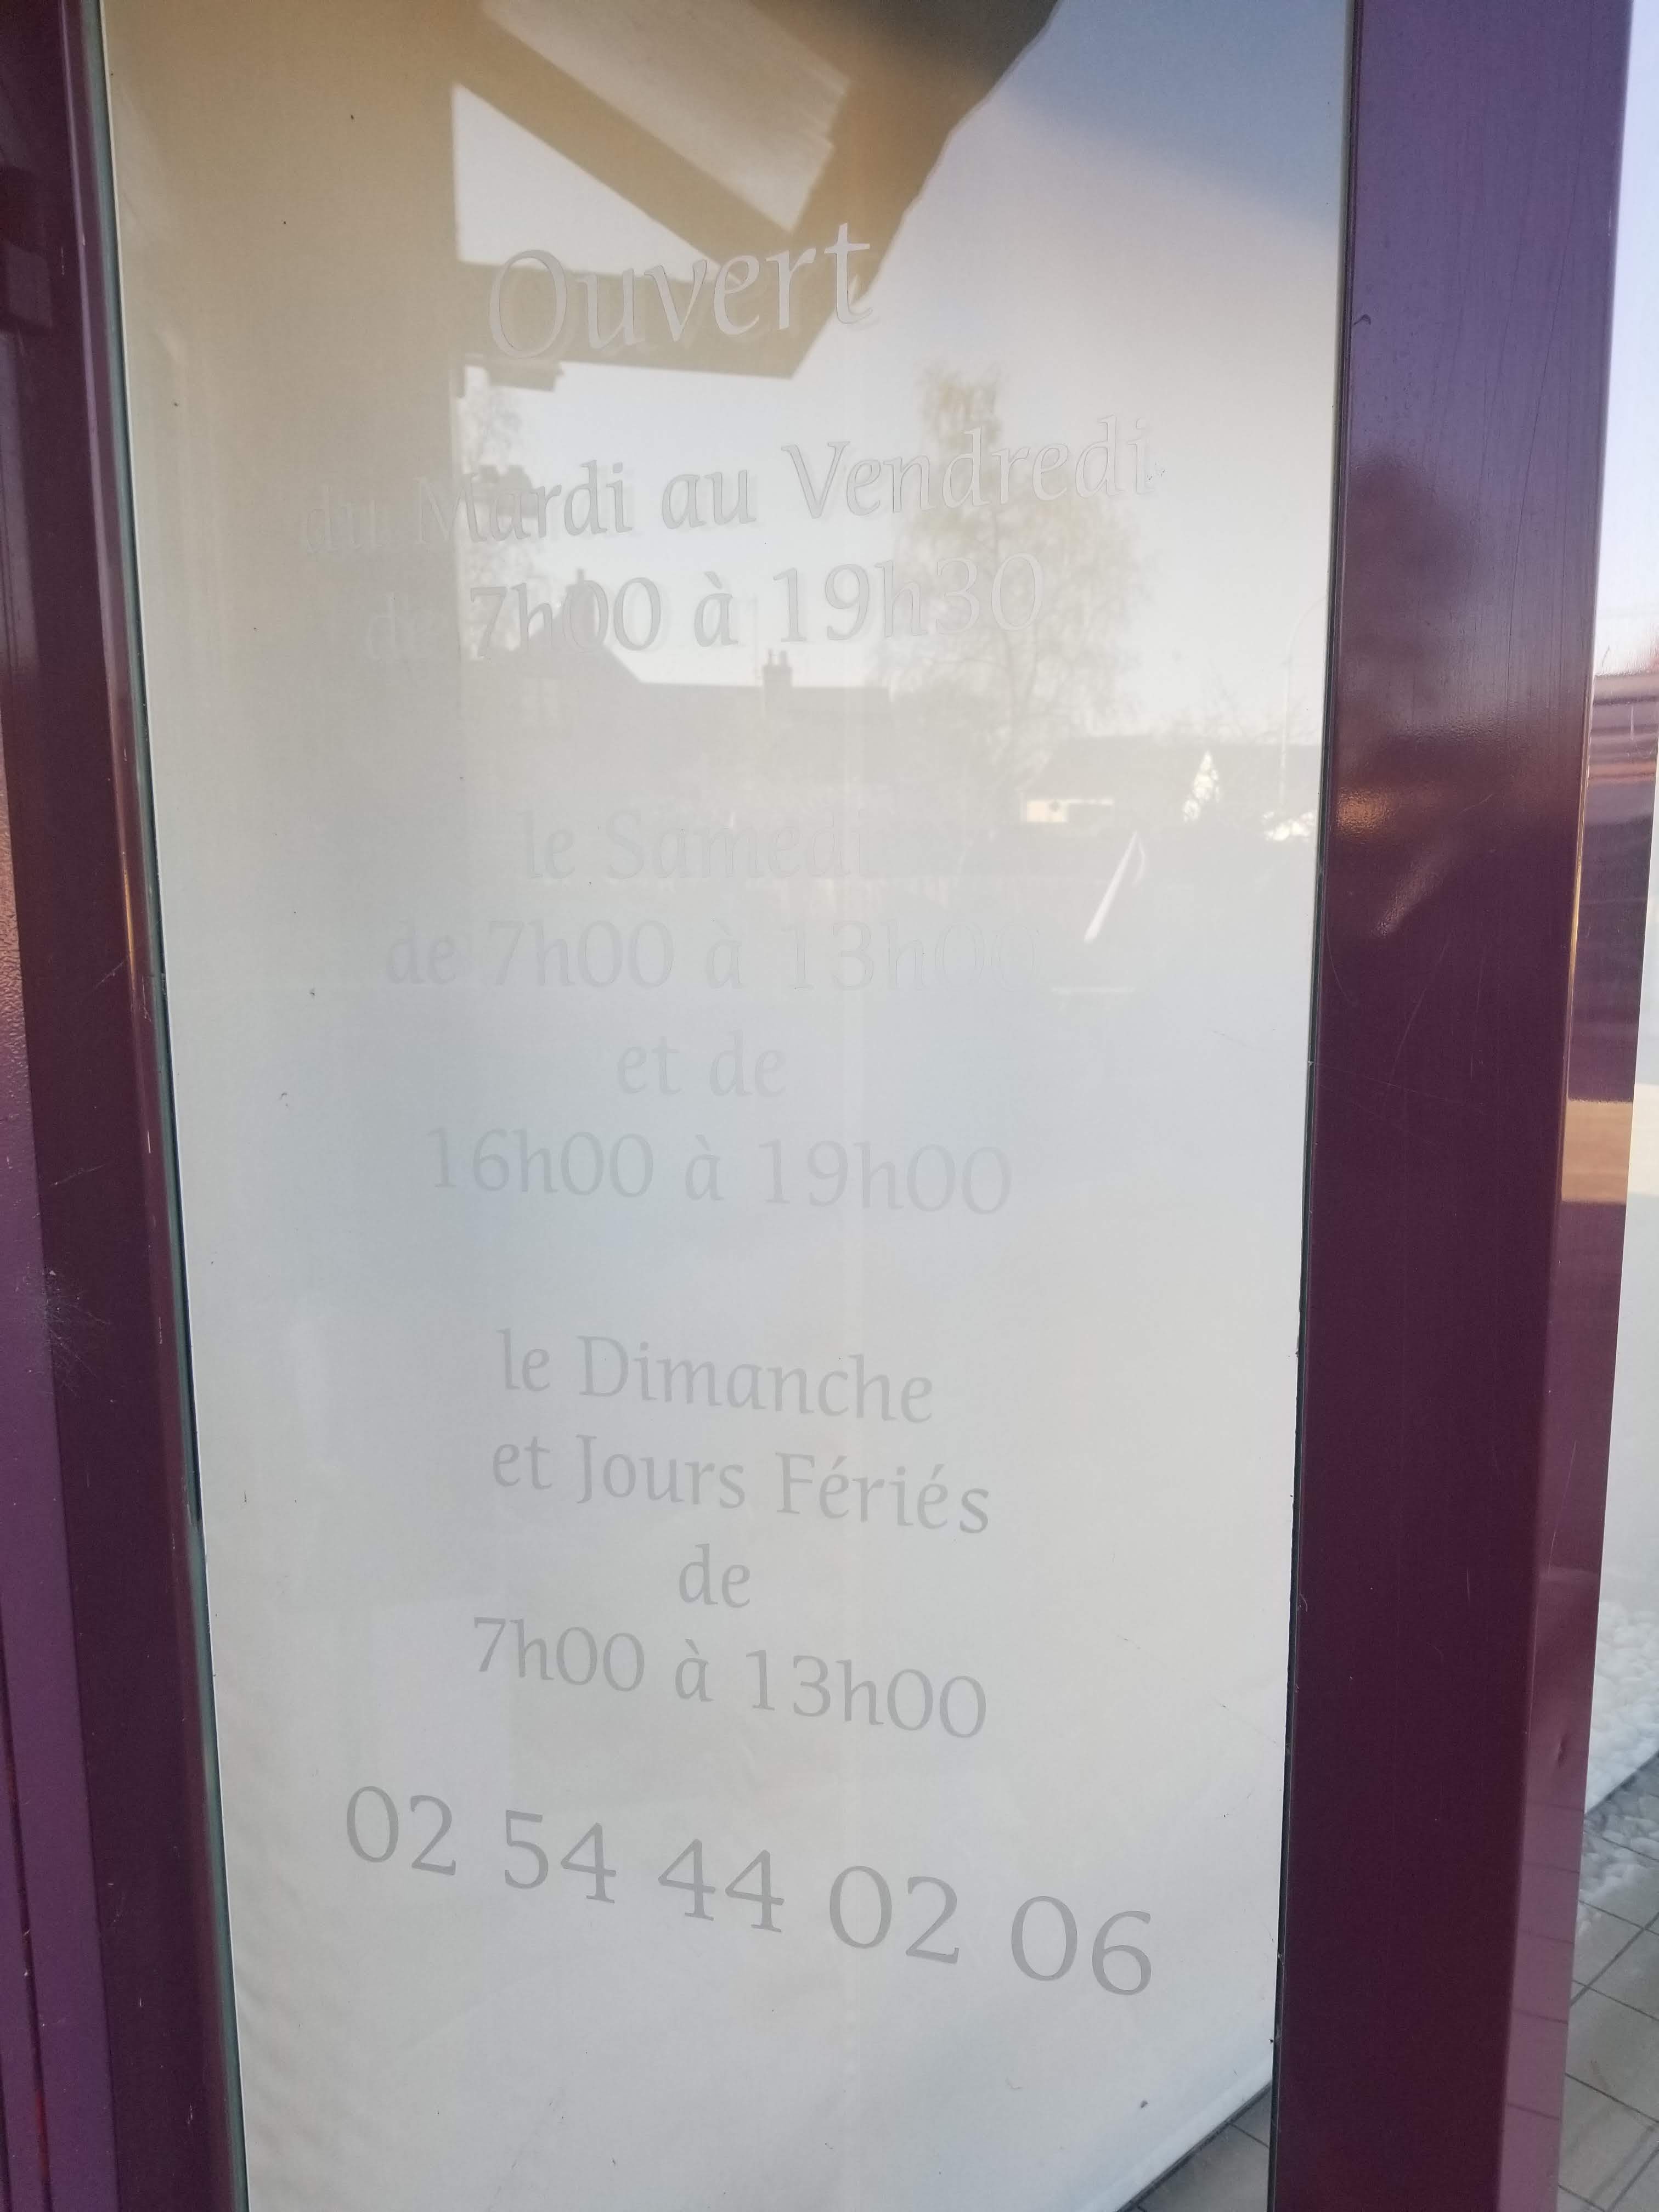 Ouvert
du Mardi au Vendredi
de 7h00 à 19h30
le Samedi
de 7h00 à 13h00
et de
16h00 à 19h00
le Dimanche
et Jours Fériés
de
7h00 à 13h00
02 54 44 02 06